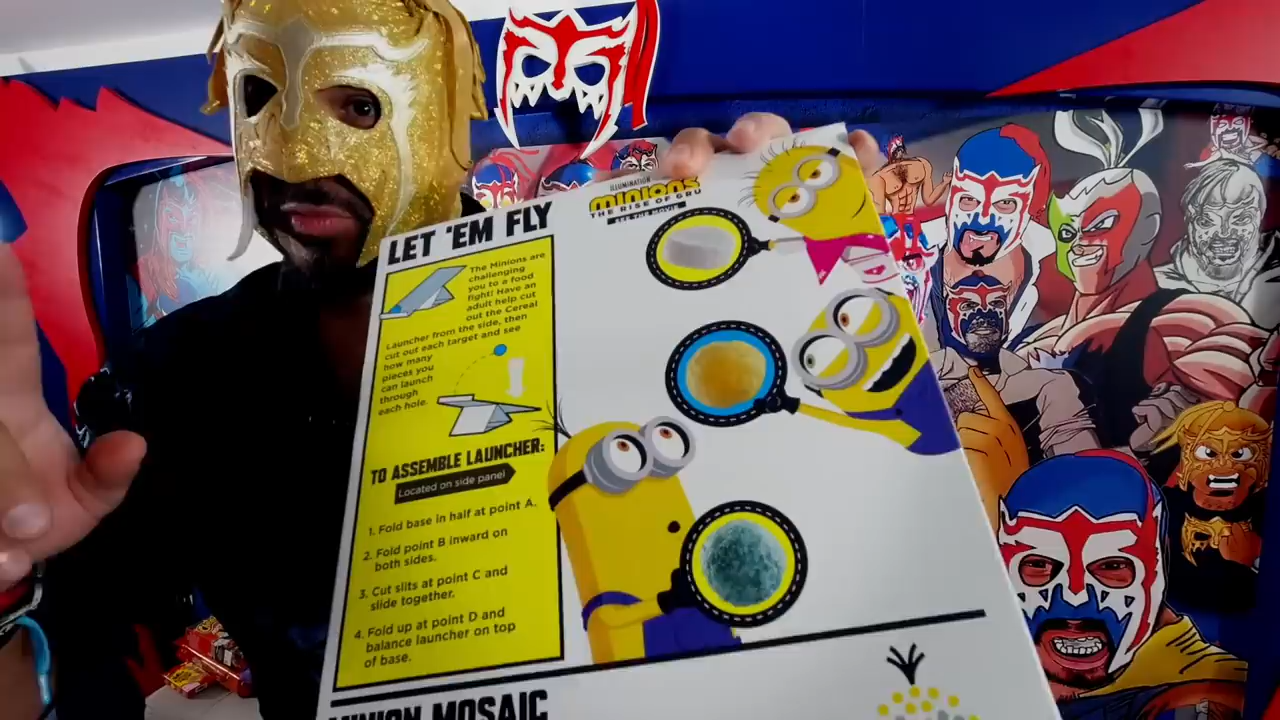 LET 'EM FLY
ILLUMINATION
MINIONS
THE RISE OF GRU
SEE THE MOVIE
The Minions are
challenging
you to a food
fight! Have an
adult help cut
out the Cereal
Launcher from the side, then
cut out each target and see
how many
pieces you
can launch
through
each hole.
TO ASSEMBLE LAUNCHER:
Located on side panel
1. Fold base in half at point A.
2. Fold point B inward on
both sides.
3. Cut slits at point C and
slide together.
4. Fold up at point D and
balance launcher on top
of base.
MINION MOSAIC